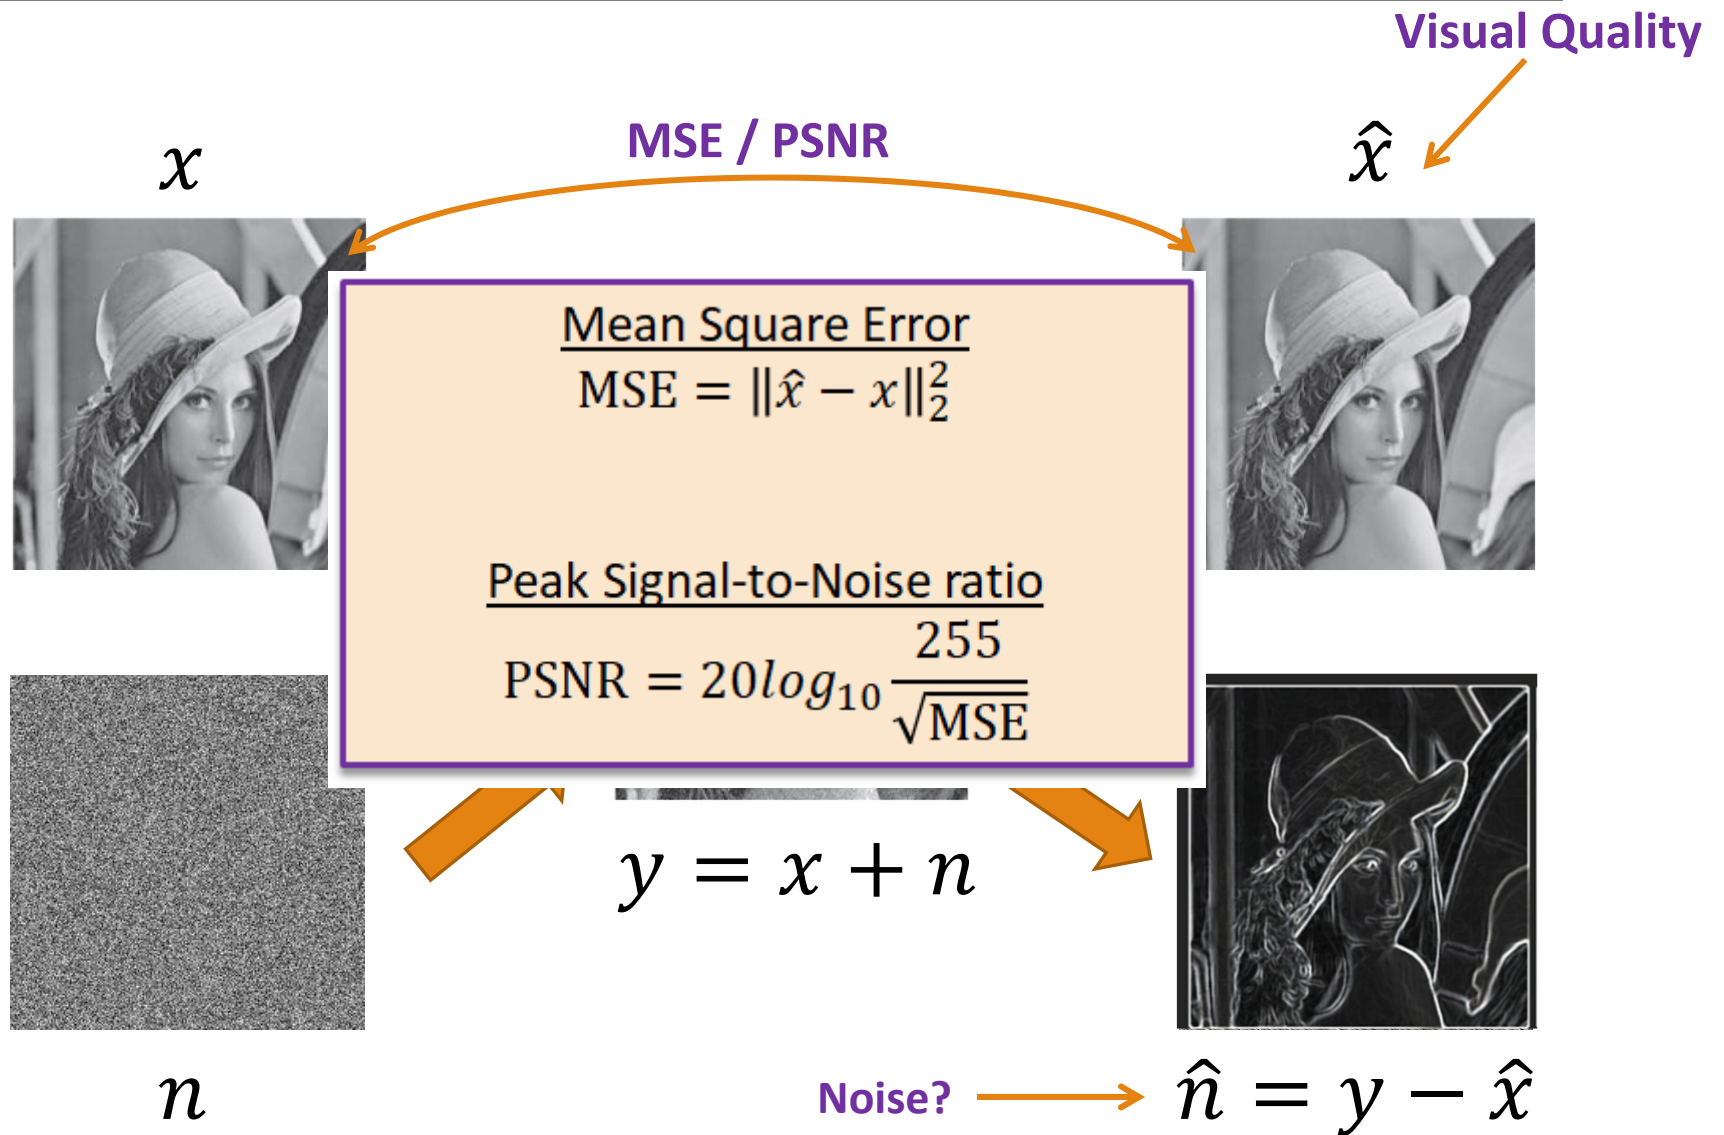 Visual Quality
MSE / PSNR
x
x̂
Mean Square Error
MSE = ‖x̂ − x‖₂²
Peak Signal-to-Noise ratio
PSNR = 20log₁₀ 255/√MSE
y = x + n
n
Noise?
n̂ = y − x̂